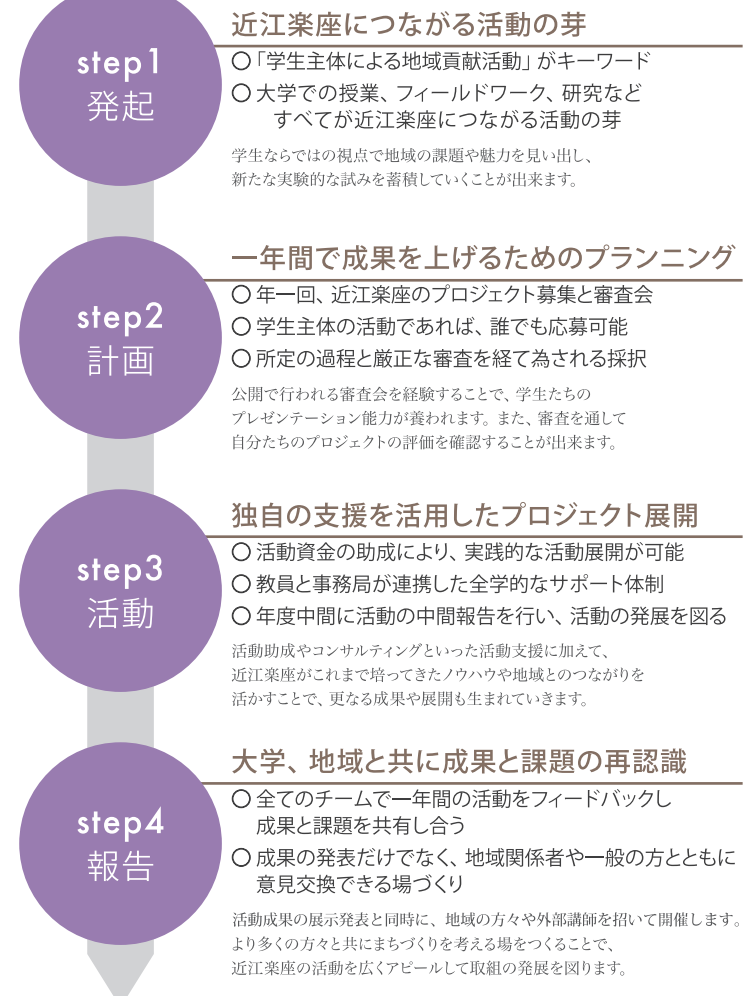 step1
発起
近江楽座につながる活動の芽
○「学生主体による地域貢献活動」がキーワード
○大学での授業、フィールドワーク、研究など
すべてが近江楽座につながる活動の芽
学生ならではの視点で地域の課題や魅力を見い出し、
新たな実験的な試みを蓄積していくことが出来ます。
step2
計画
一年間で成果を上げるためのプランニング
○年一回、近江楽座のプロジェクト募集と審査会
○学生主体の活動であれば、誰でも応募可能
○所定の過程と厳正な審査を経て為される採択
公開で行われる審査会を経験することで、学生たちの
プレゼンテーション能力が養われます。また、審査を通して
自分たちのプロジェクトの評価を確認することが出来ます。
step3
活動
独自の支援を活用したプロジェクト展開
○活動資金の助成により、実践的な活動展開が可能
○教員と事務局が連携した全学的なサポート体制
○年度中間に活動の中間報告を行い、活動の発展を図る
活動助成やコンサルティングといった活動支援に加えて、
近江楽座がこれまで培ってきたノウハウや地域とのつながりを
活かすことで、更なる成果や展開も生まれていきます。
step4
報告
大学、地域と共に成果と課題の再認識
○全てのチームで一年間の活動をフィードバックし
成果と課題を共有し合う
○成果の発表だけでなく、地域関係者や一般の方とともに
意見交換できる場づくり
活動成果の展示発表と同時に、地域の方々や外部講師を招いて開催します。
より多くの方々と共にまちづくりを考える場をつくることで、
近江楽座の活動を広くアピールして取組の発展を図ります。